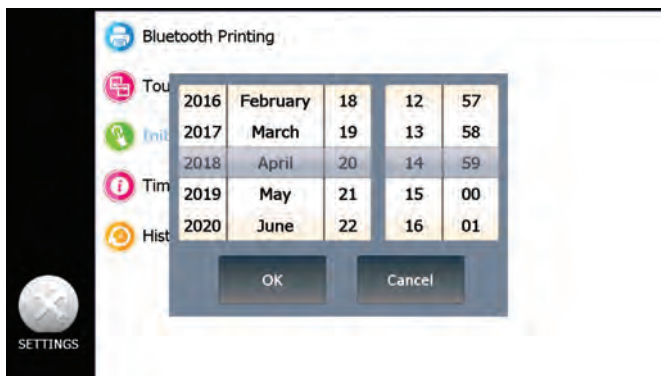 Bluetooth Printing
Tou
2016 February 18 12 57
2017 March 19 13 58
2018 April 20 14 59
Tim
2019 May 21 15 00
Hist
2020 June 22 16 01
OK Cancel
SETTINGS